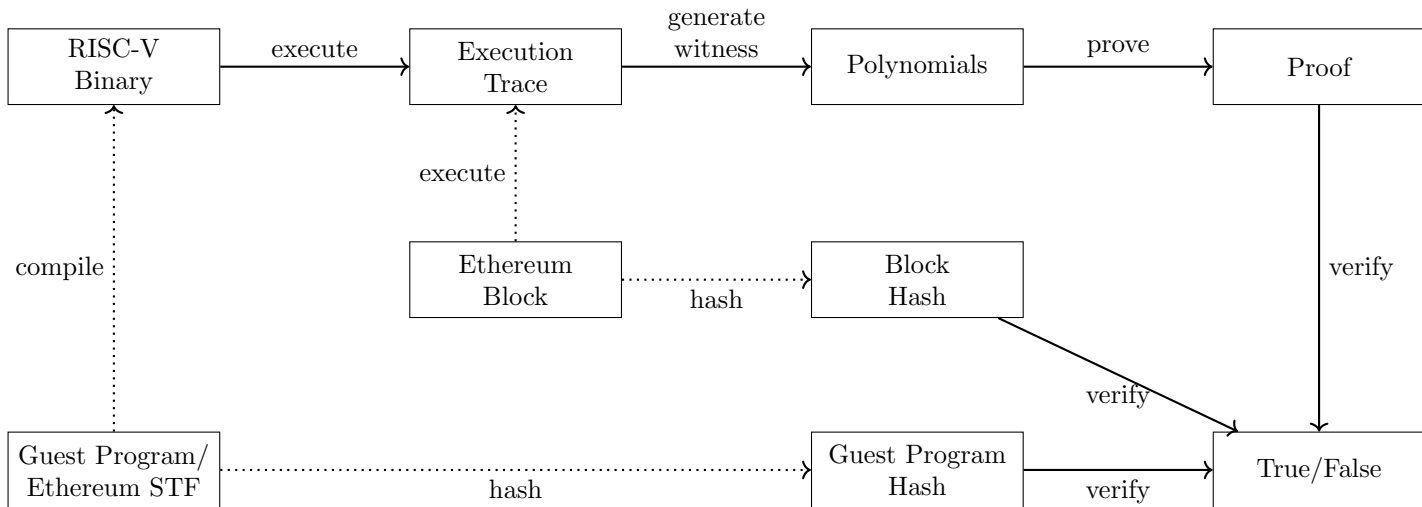 RISC-V
Binary
execute
Execution
Trace
generate
witness
Polynomials
prove
Proof
execute
compile
Ethereum
Block
hash
Block
Hash
verify
verify
Guest Program/
Ethereum STF
hash
Guest Program
Hash
verify
True/False